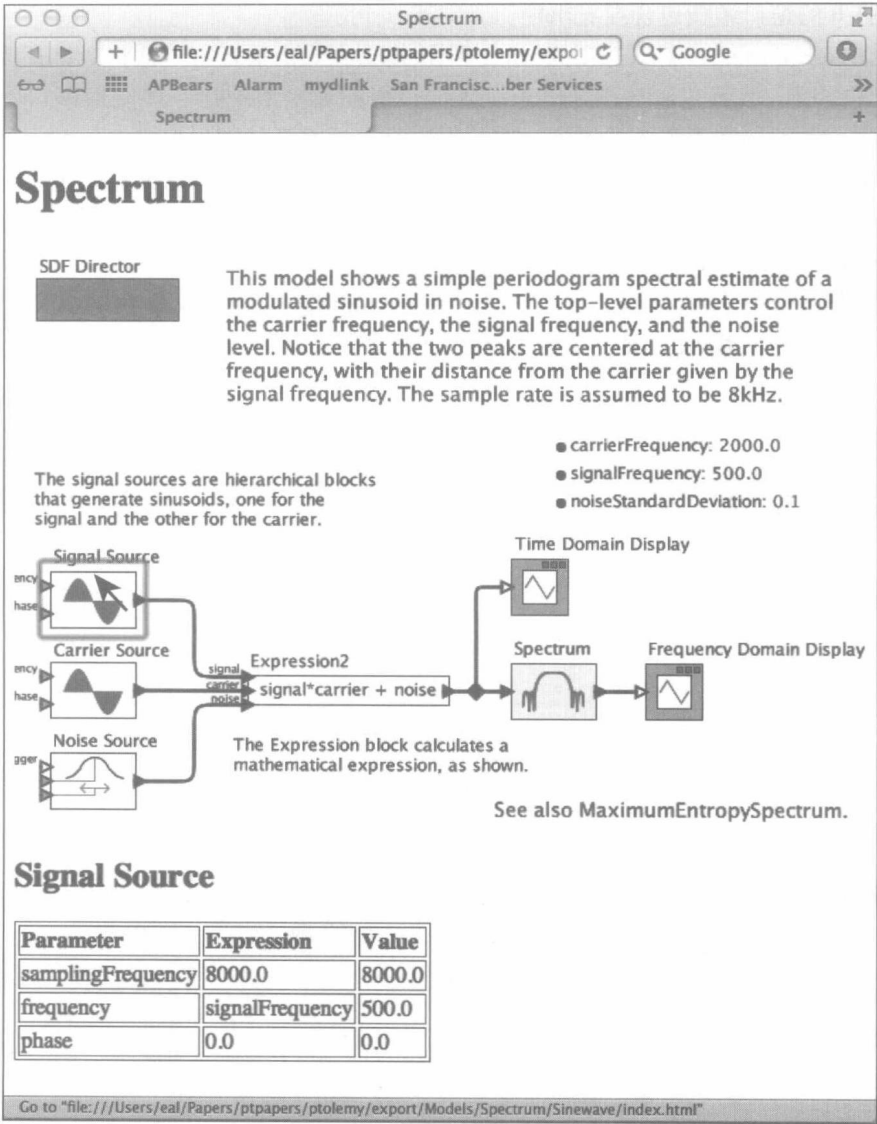 Spectrum
file:///Users/eal/Papers/ptpapers/ptolemy/expo
Google
APBears Alarm mydlink San Francisc...ber Services
Spectrum
Spectrum
SDF Director
This model shows a simple periodogram spectral estimate of a
modulated sinusoid in noise. The top-level parameters control
the carrier frequency, the signal frequency, and the noise
level. Notice that the two peaks are centered at the carrier
frequency, with their distance from the carrier given by the
signal frequency. The sample rate is assumed to be 8kHz.
carrierFrequency: 2000.0
signalFrequency: 500.0
noiseStandardDeviation: 0.1
The signal sources are hierarchical blocks
that generate sinusoids, one for the
signal and the other for the carrier.
Signal Source
ency
hase
Time Domain Display
Carrier Source
ency
hase
signal
carrier
noise
Expression2
signal*carrier + noise
Spectrum
Frequency Domain Display
Noise Source
gger
The Expression block calculates a
mathematical expression, as shown.
See also MaximumEntropySpectrum.
Signal Source
Parameter Expression Value
samplingFrequency 8000.0 8000.0
frequency signalFrequency 500.0
phase 0.0 0.0
Go to "file:///Users/eal/Papers/ptpapers/ptolemy/export/Models/Spectrum/Sinewave/index.html"